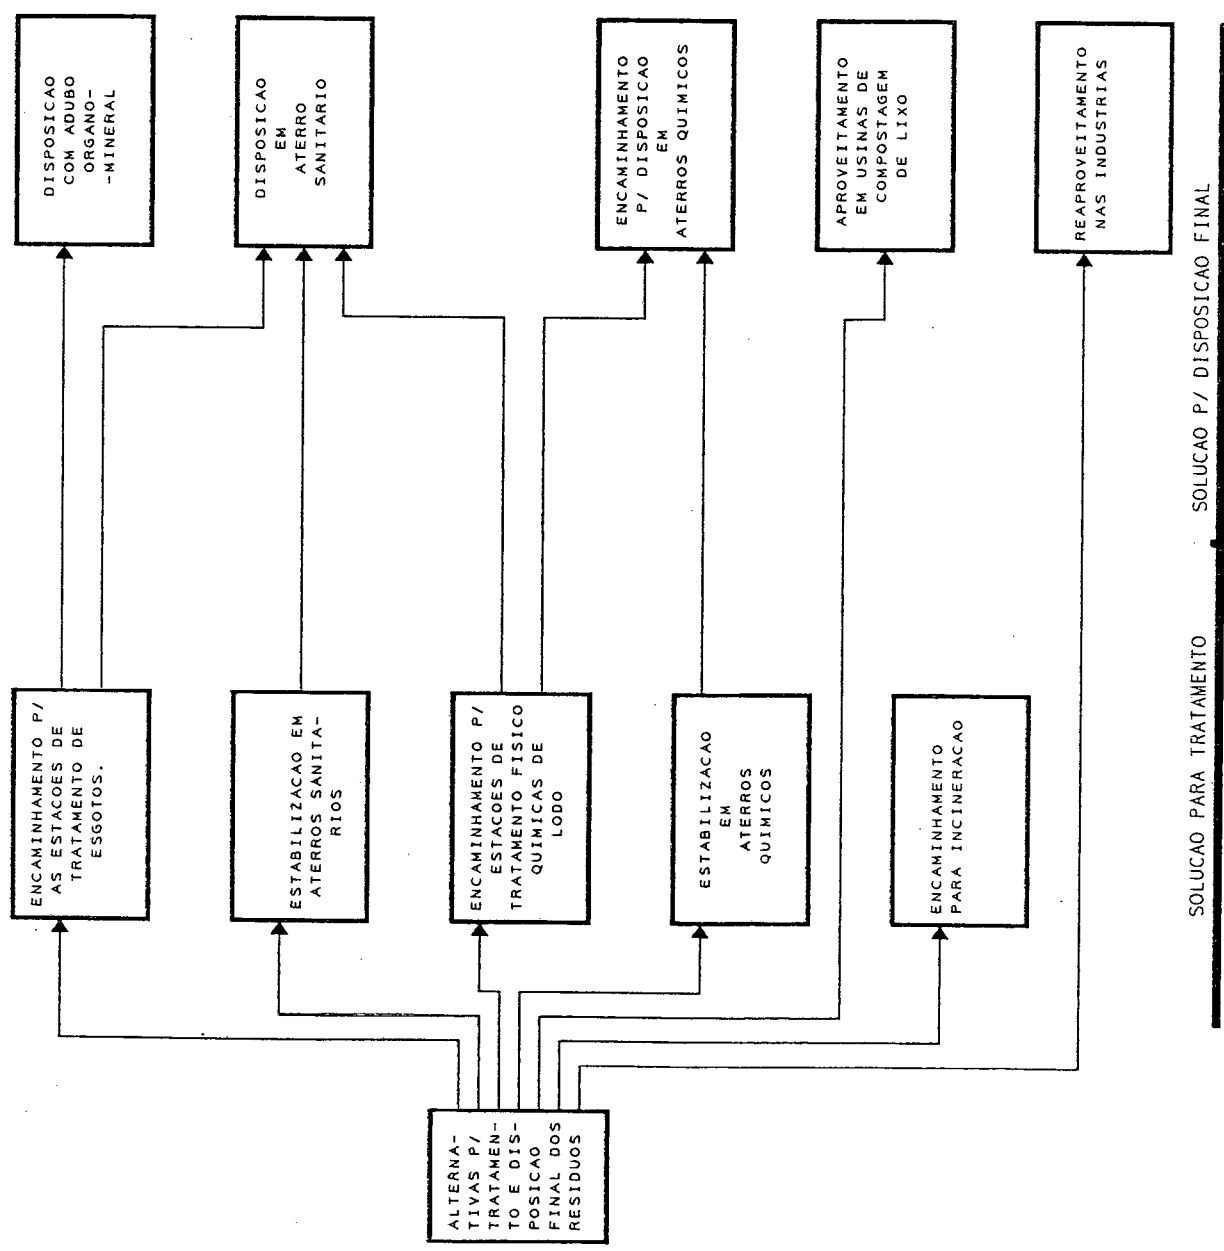 ALTERNA-
TIVAS P/
TRATAMEN-
TO E DIS-
POSICAO
FINAL DOS
RESIDUOS
ENCAMINHAMENTO P/
AS ESTACOES DE
TRATAMENTO DE
ESGOTOS.
ESTABILIZACAO EM
ATERROS SANITA-
RIOS
ENCAMINHAMENTO P/
ESTACOES DE
TRATAMENTO FISICO
QUIMICAS DE
LODO
ESTABILIZACAO
EM
ATERROS
QUIMICOS
ENCAMINHAMENTO
PARA INCINERACAO
DISPOSICAO
COM ADUBO
ORGANO-
-MINERAL
DISPOSICAO
EM
ATERRO
SANITARIO
ENCAMINHAMENTO
P/ DISPOSICAO
EM
ATERROS QUIMICOS
APROVEITAMENTO
EM USINAS DE
COMPOSTAGEM
DE LIXO
REAPROVEITAMENTO
NAS INDUSTRIAS
SOLUCAO PARA TRATAMENTO
SOLUCAO P/ DISPOSICAO FINAL